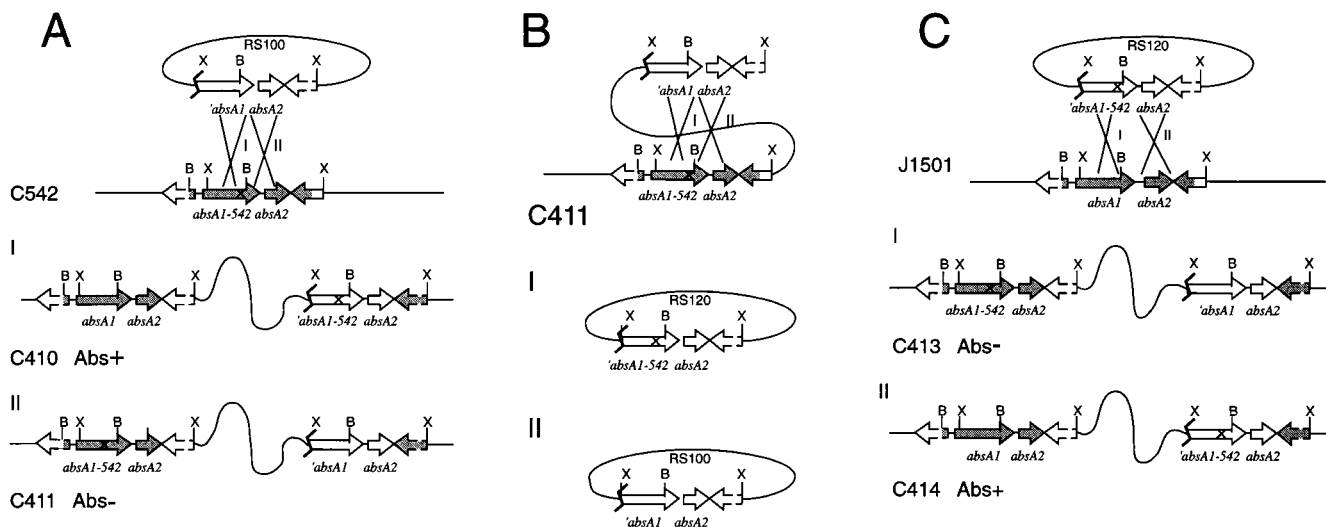 A
RS100
X B X
'absA1 absA2
I II
B X B X
C542
absA1-542 absA2
I
B X B X X B X
absA1 absA2 'absA1-542 absA2
C410 Abs+
II
B X B X X B X
absA1-542 absA2 'absA1 absA2
C411 Abs-
B
X B X
'absA1 absA2
I II
B X B X
absA1-542 absA2
C411
I
RS120
X B X
'absA1-542 absA2
II
RS100
X B X
'absA1 absA2
C
RS120
X B X
'absA1-542 absA2
I II
B X B X
J1501
absA1 absA2
I
B X B X X B X
absA1-542 absA2 'absA1 absA2
C413 Abs-
II
B X B X X B X
absA1 absA2 'absA1-542 absA2
C414 Abs+